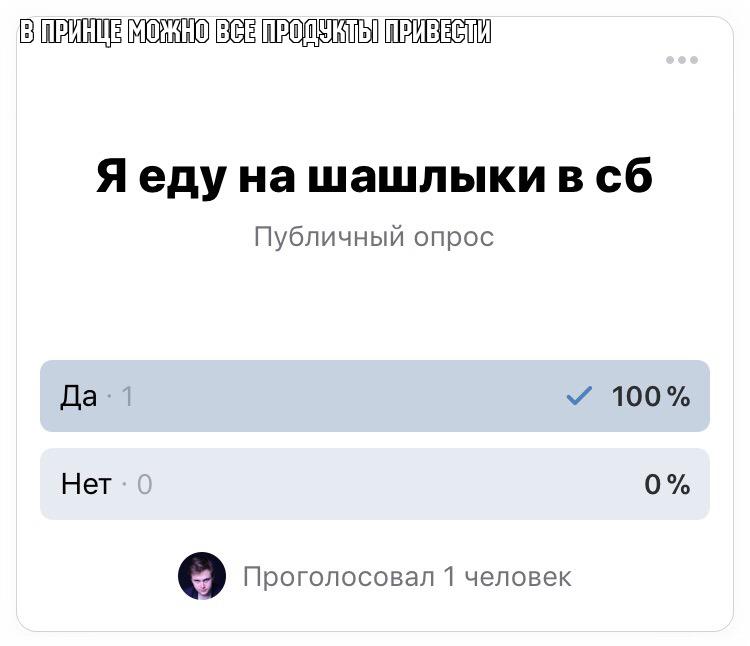 В ПРИНЦЕ МОЖНО ВСЕ ПРОДУКТЫ ПРИВЕСТИ
Я еду на шашлыки в сб
Публичный опрос
Да · 1 100 %
Нет · 0 0 %
Проголосовал 1 человек